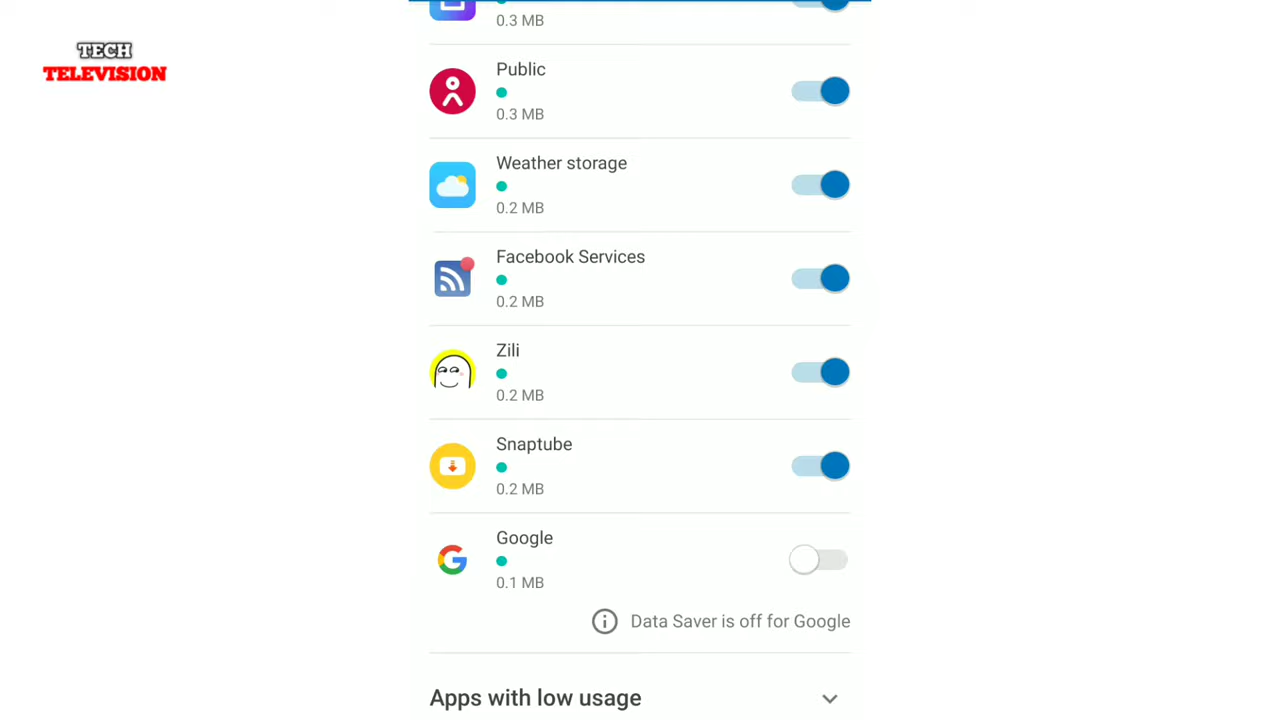 TECH
TELEVISION
0.3 MB
Public
0.3 MB
Weather storage
0.2 MB
Facebook Services
0.2 MB
Zili
0.2 MB
Snaptube
0.2 MB
Google
0.1 MB
Data Saver is off for Google
Apps with low usage